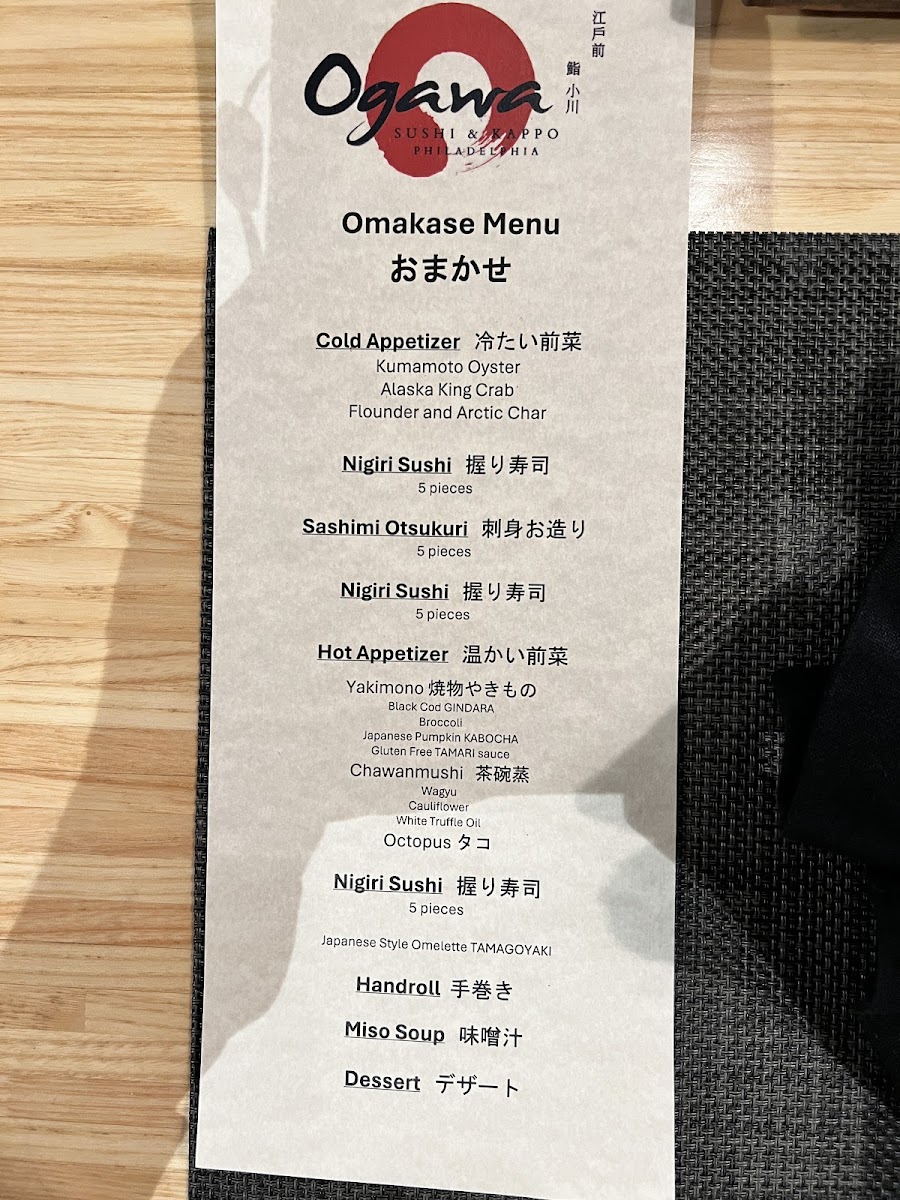 江戸前
鮨 小川
Ogawa
SUSHI & KAPPO
PHILADELPHIA
Omakase Menu
おまかせ
Cold Appetizer 冷たい前菜
Kumamoto Oyster
Alaska King Crab
Flounder and Arctic Char
Nigiri Sushi 握り寿司
5 pieces
Sashimi Otsukuri 刺身お造り
5 pieces
Nigiri Sushi 握り寿司
5 pieces
Hot Appetizer 温かい前菜
Yakimono 焼物やきもの
Black Cod GINDARA
Broccoli
Japanese Pumpkin KABOCHA
Gluten Free TAMARI sauce
Chawanmushi 茶碗蒸
Wagyu
Cauliflower
White Truffle Oil
Octopus タコ
Nigiri Sushi 握り寿司
5 pieces
Japanese Style Omelette TAMAGOYAKI
Handroll 手巻き
Miso Soup 味噌汁
Dessert デザート